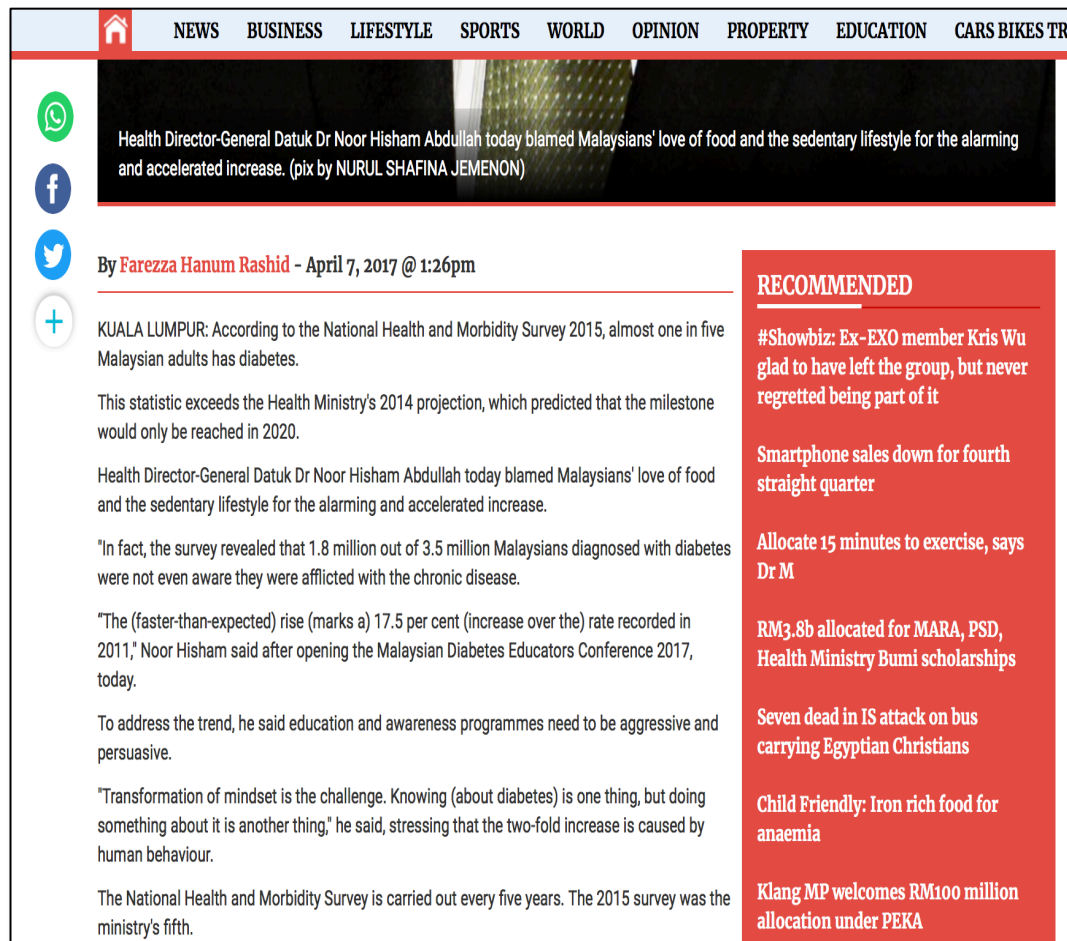 NEWS BUSINESS LIFESTYLE SPORTS WORLD OPINION PROPERTY EDUCATION CARS BIKES TR
Health Director-General Datuk Dr Noor Hisham Abdullah today blamed Malaysians' love of food and the sedentary lifestyle for the alarming
and accelerated increase. (pix by NURUL SHAFINA JEMENON)
By Farezza Hanum Rashid - April 7, 2017 @ 1:26pm
KUALA LUMPUR: According to the National Health and Morbidity Survey 2015, almost one in five
Malaysian adults has diabetes.
This statistic exceeds the Health Ministry's 2014 projection, which predicted that the milestone
would only be reached in 2020.
Health Director-General Datuk Dr Noor Hisham Abdullah today blamed Malaysians' love of food
and the sedentary lifestyle for the alarming and accelerated increase.
"In fact, the survey revealed that 1.8 million out of 3.5 million Malaysians diagnosed with diabetes
were not even aware they were afflicted with the chronic disease.
“The (faster-than-expected) rise (marks a) 17.5 per cent (increase over the) rate recorded in
2011," Noor Hisham said after opening the Malaysian Diabetes Educators Conference 2017,
today.
To address the trend, he said education and awareness programmes need to be aggressive and
persuasive.
"Transformation of mindset is the challenge. Knowing (about diabetes) is one thing, but doing
something about it is another thing," he said, stressing that the two-fold increase is caused by
human behaviour.
The National Health and Morbidity Survey is carried out every five years. The 2015 survey was the
ministry's fifth.
RECOMMENDED
#Showbiz: Ex-EXO member Kris Wu
glad to have left the group, but never
regretted being part of it
Smartphone sales down for fourth
straight quarter
Allocate 15 minutes to exercise, says
Dr M
RM3.8b allocated for MARA, PSD,
Health Ministry Bumi scholarships
Seven dead in IS attack on bus
carrying Egyptian Christians
Child Friendly: Iron rich food for
anaemia
Klang MP welcomes RM100 million
allocation under PEKA